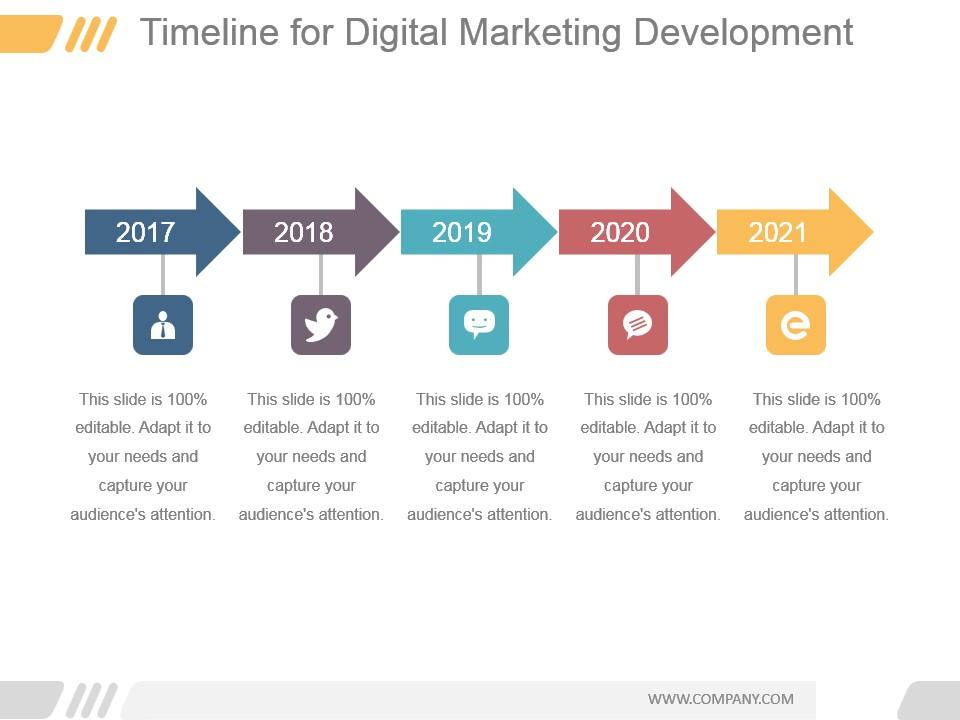 Timeline for Digital Marketing Development
2017
2018
2019
2020
2021
This slide is 100%
editable. Adapt it to
your needs and
capture your
audience's attention.
This slide is 100%
editable. Adapt it to
your needs and
capture your
audience's attention.
This slide is 100%
editable. Adapt it to
your needs and
capture your
audience's attention.
This slide is 100%
editable. Adapt it to
your needs and
capture your
audience's attention.
This slide is 100%
editable. Adapt it to
your needs and
capture your
audience's attention.
WWW.COMPANY.COM